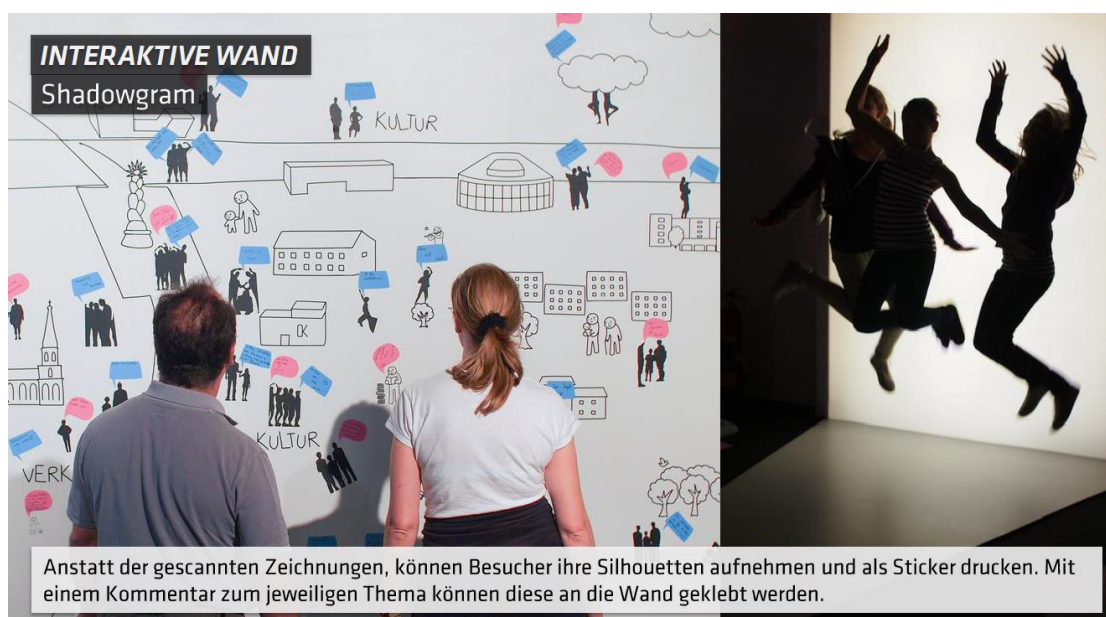 INTERAKTIVE WAND
Shadowgram
KULTUR
OK
KULTUR
VERK
Anstatt der gescannten Zeichnungen, können Besucher ihre Silhouetten aufnehmen und als Sticker drucken. Mit
einem Kommentar zum jeweiligen Thema können diese an die Wand geklebt werden.